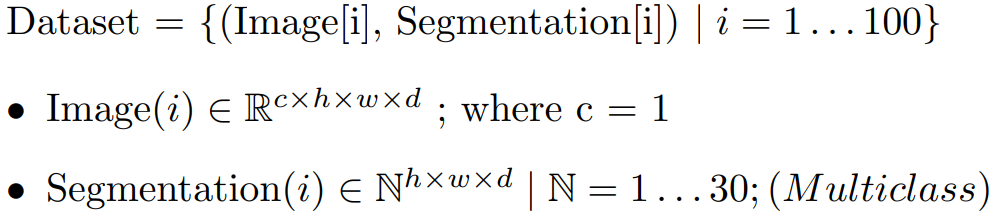 Dataset = {(Image[i], Segmentation[i]) | i = 1 … 100}
• Image(i) ∈ ℝ^{c×h×w×d} ; where c = 1
• Segmentation(i) ∈ ℕ^{h×w×d} | ℕ = 1 … 30; (Multiclass)